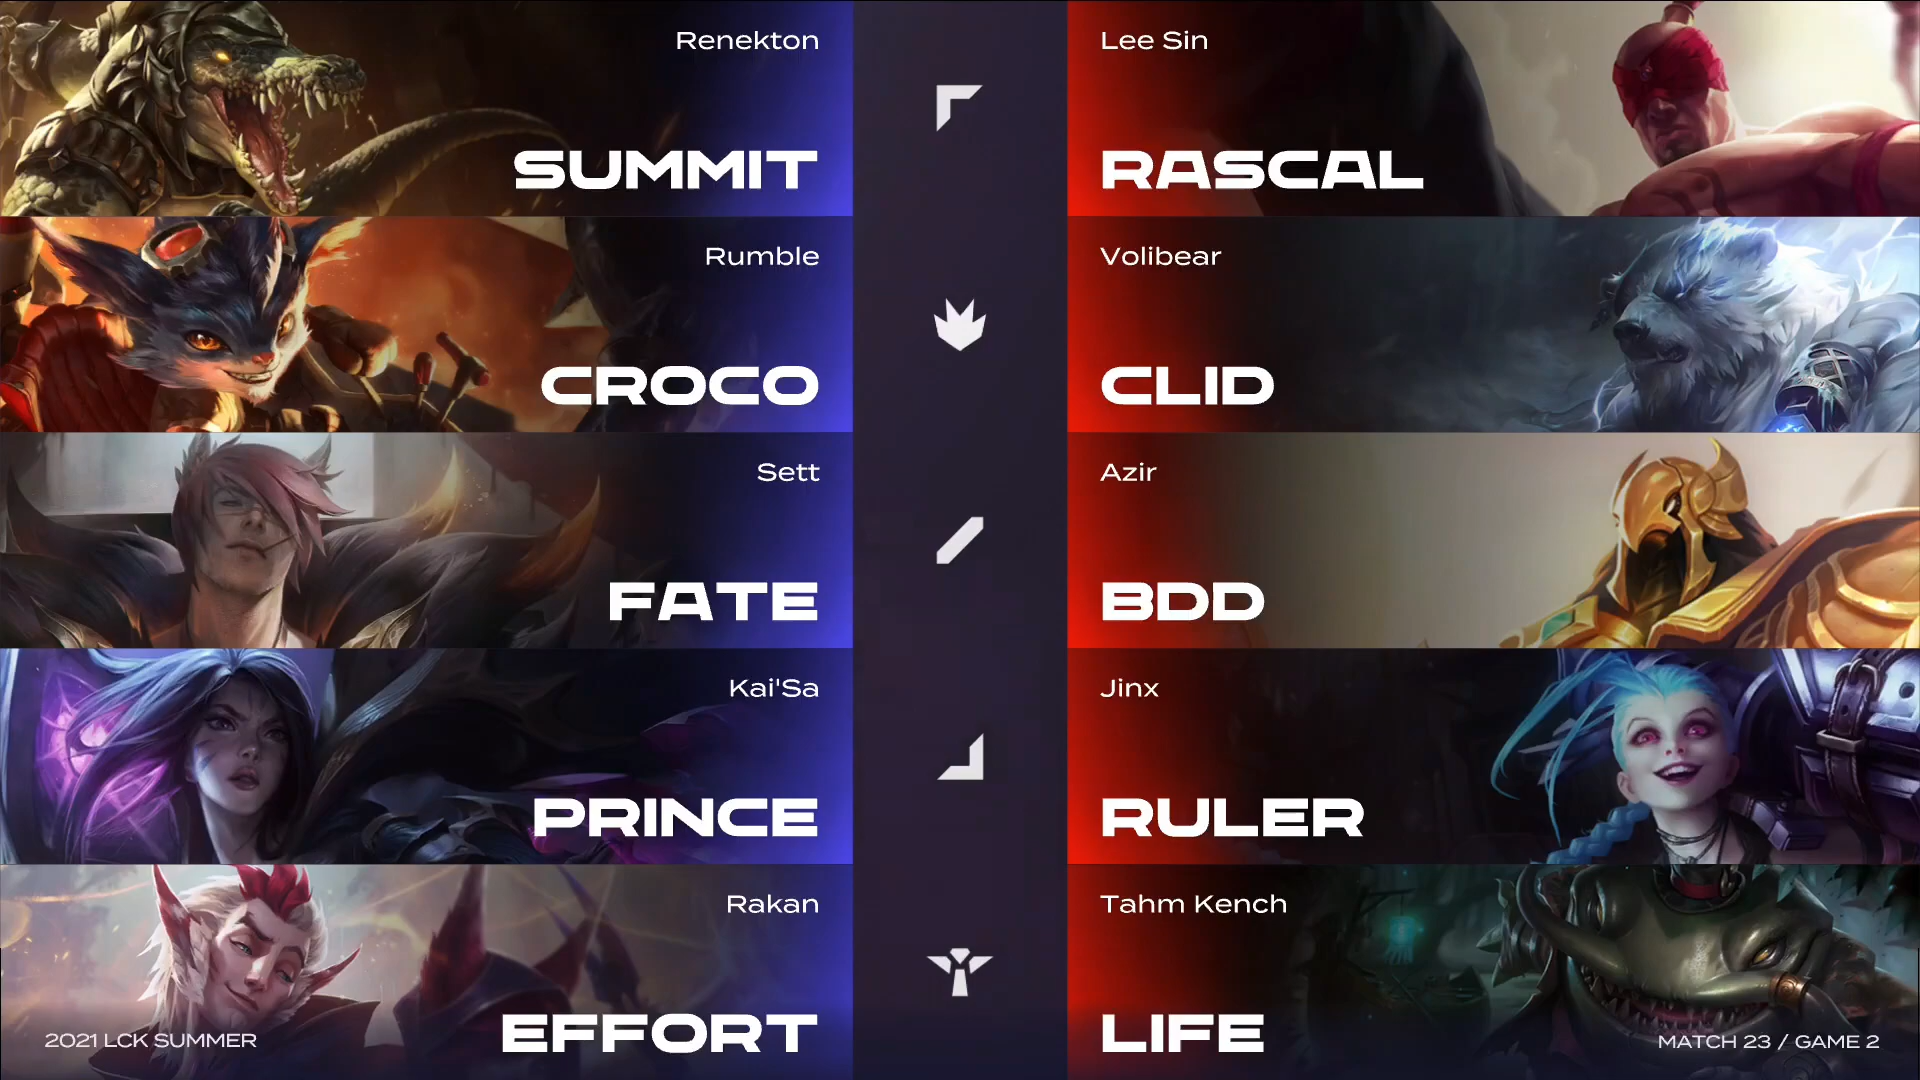 Renekton
SUMMIT
Lee Sin
RASCAL
Rumble
CROCO
Volibear
CLID
Sett
FATE
Azir
BDD
Kai'Sa
PRINCE
Jinx
RULER
Rakan
EFFORT
Tahm Kench
LIFE
2021 LCK SUMMER
MATCH 23 / GAME 2